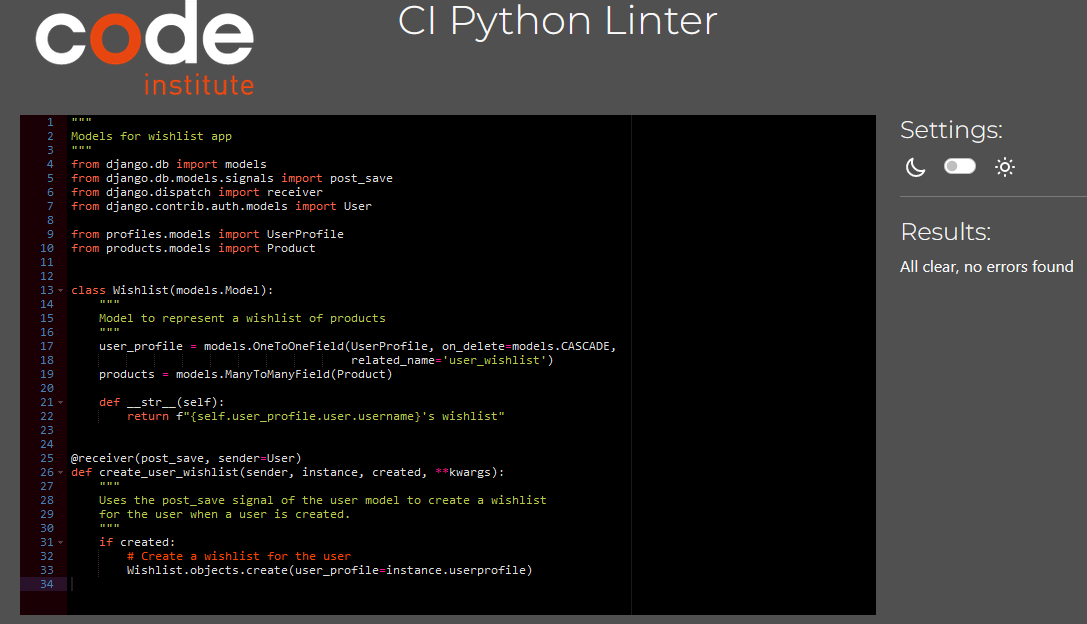 code
institute
CI Python Linter
1 """
2 Models for wishlist app
3 """
4 from django.db import models
5 from django.db.models.signals import post_save
6 from django.dispatch import receiver
7 from django.contrib.auth.models import User
8
9 from profiles.models import UserProfile
10 from products.models import Product
11
12
13 class Wishlist(models.Model):
14     """
15     Model to represent a wishlist of products
16     """
17     user_profile = models.OneToOneField(UserProfile, on_delete=models.CASCADE,
18                                         related_name='user_wishlist')
19     products = models.ManyToManyField(Product)
20
21     def __str__(self):
22         return f"{self.user_profile.user.username}'s wishlist"
23
24
25 @receiver(post_save, sender=User)
26 def create_user_wishlist(sender, instance, created, **kwargs):
27     """
28     Uses the post_save signal of the user model to create a wishlist
29     for the user when a user is created.
30     """
31     if created:
32         # Create a wishlist for the user
33         Wishlist.objects.create(user_profile=instance.userprofile)
34
Settings:
Results:
All clear, no errors found